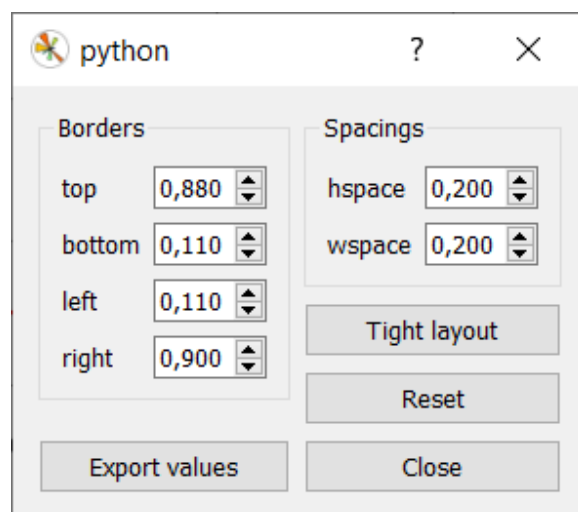 python
?
Borders
top 0,880
bottom 0,110
left 0,110
right 0,900
Export values
Spacings
hspace 0,200
wspace 0,200
Tight layout
Reset
Close